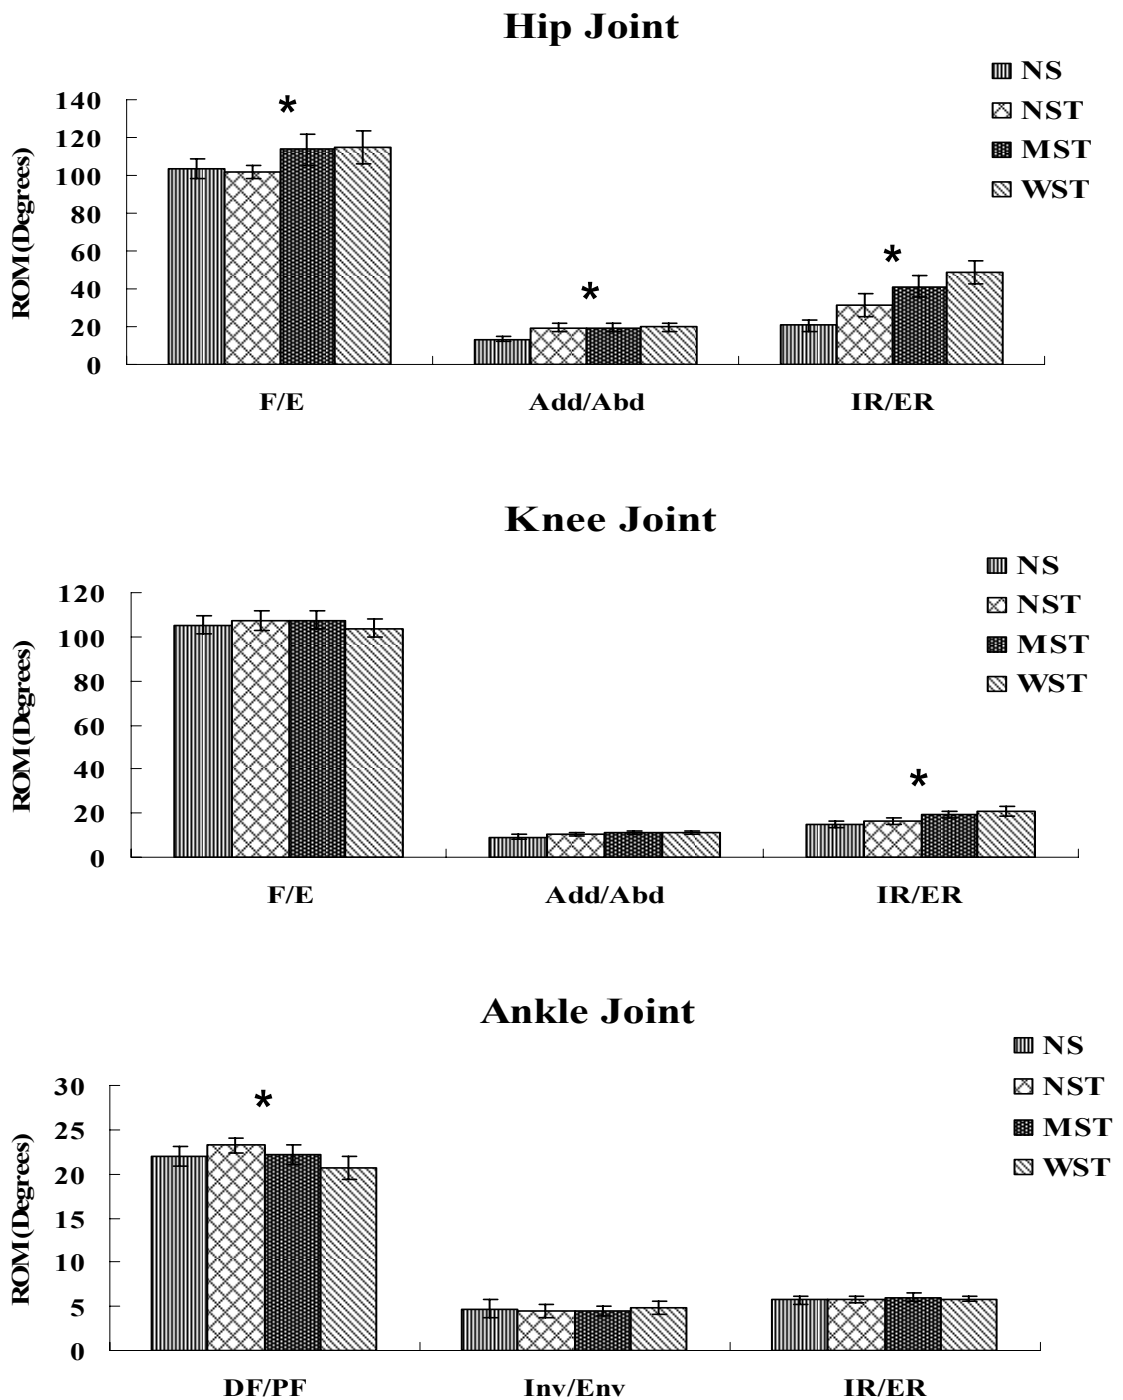 Hip Joint
NS
NST
MST
WST
ROM(Degrees)
140
120
100
80
60
40
20
0
*
*
*
F/E
Add/Abd
IR/ER
Knee Joint
NS
NST
MST
WST
ROM(Degrees)
120
100
80
60
40
20
0
*
F/E
Add/Abd
IR/ER
Ankle Joint
NS
NST
MST
WST
ROM(Degrees)
30
25
20
15
10
5
0
*
DF/PF
Inv/Env
IR/ER